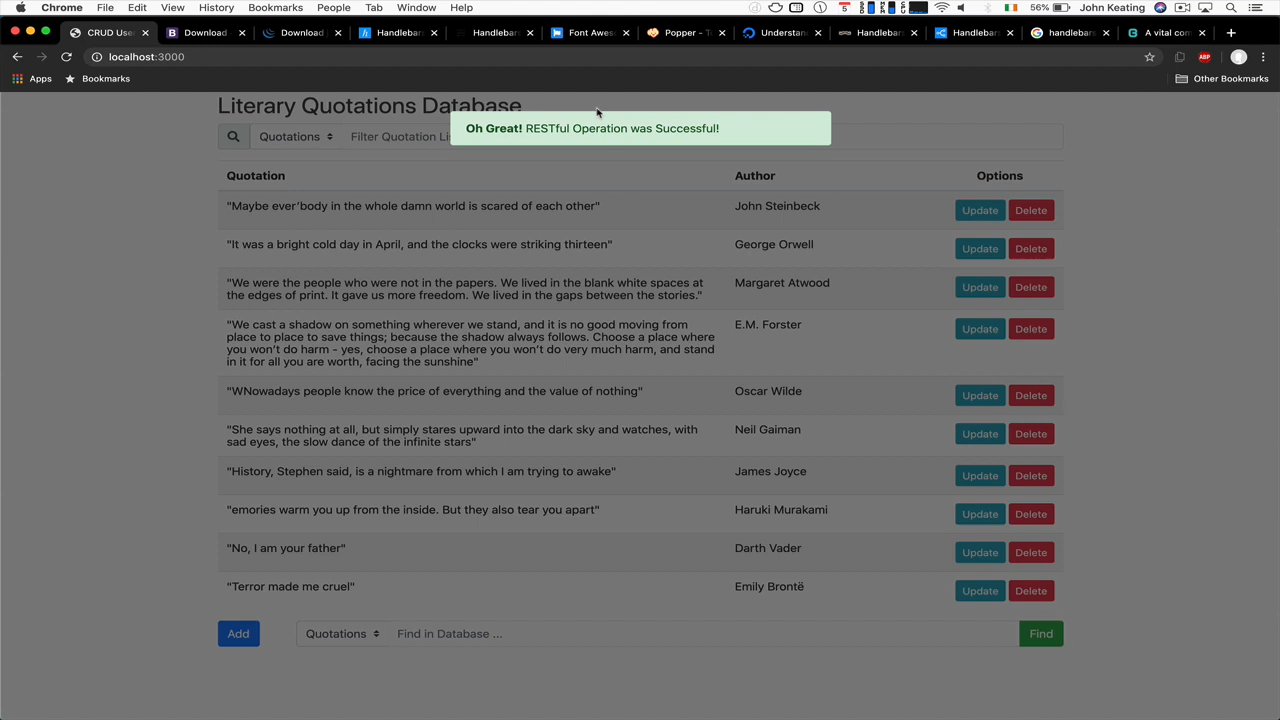 Chrome File Edit View History Bookmarks People Tab Window Help 5 56% John Keating
CRUD Use Download Download Handlebar Handlebars Font Awes Popper - T Understan Handlebar Handlebars handlebars A vital com
localhost:3000 ABP
Apps Bookmarks Other Bookmarks
Literary Quotations Database
Oh Great! RESTful Operation was Successful!
Quotations Filter Quotation Li
Quotation Author Options
"Maybe ever'body in the whole damn world is scared of each other" John Steinbeck Update Delete
"It was a bright cold day in April, and the clocks were striking thirteen" George Orwell Update Delete
"We were the people who were not in the papers. We lived in the blank white spaces at
the edges of print. It gave us more freedom. We lived in the gaps between the stories." Margaret Atwood Update Delete
"We cast a shadow on something wherever we stand, and it is no good moving from
place to place to save things; because the shadow always follows. Choose a place where
you won't do harm - yes, choose a place where you won't do very much harm, and stand
in it for all you are worth, facing the sunshine" E.M. Forster Update Delete
"WNowadays people know the price of everything and the value of nothing" Oscar Wilde Update Delete
"She says nothing at all, but simply stares upward into the dark sky and watches, with
sad eyes, the slow dance of the infinite stars" Neil Gaiman Update Delete
"History, Stephen said, is a nightmare from which I am trying to awake" James Joyce Update Delete
"emories warm you up from the inside. But they also tear you apart" Haruki Murakami Update Delete
"No, I am your father" Darth Vader Update Delete
"Terror made me cruel" Emily Brontë Update Delete
Add Quotations Find in Database ... Find